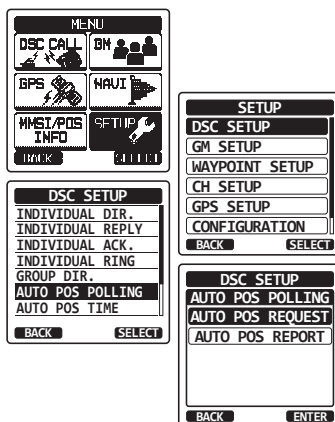 MENU
DSC CALL GM
GPS NAVI
MMSI/POS INFO SETUP
BACK SELECT
SETUP
DSC SETUP
GM SETUP
WAYPOINT SETUP
CH SETUP
GPS SETUP
CONFIGURATION
BACK SELECT
DSC SETUP
INDIVIDUAL DIR.
INDIVIDUAL REPLY
INDIVIDUAL ACK.
INDIVIDUAL RING
GROUP DIR.
AUTO POS POLLING
AUTO POS TIME
BACK SELECT
DSC SETUP
AUTO POS POLLING
AUTO POS REQUEST
AUTO POS REPORT
BACK ENTER